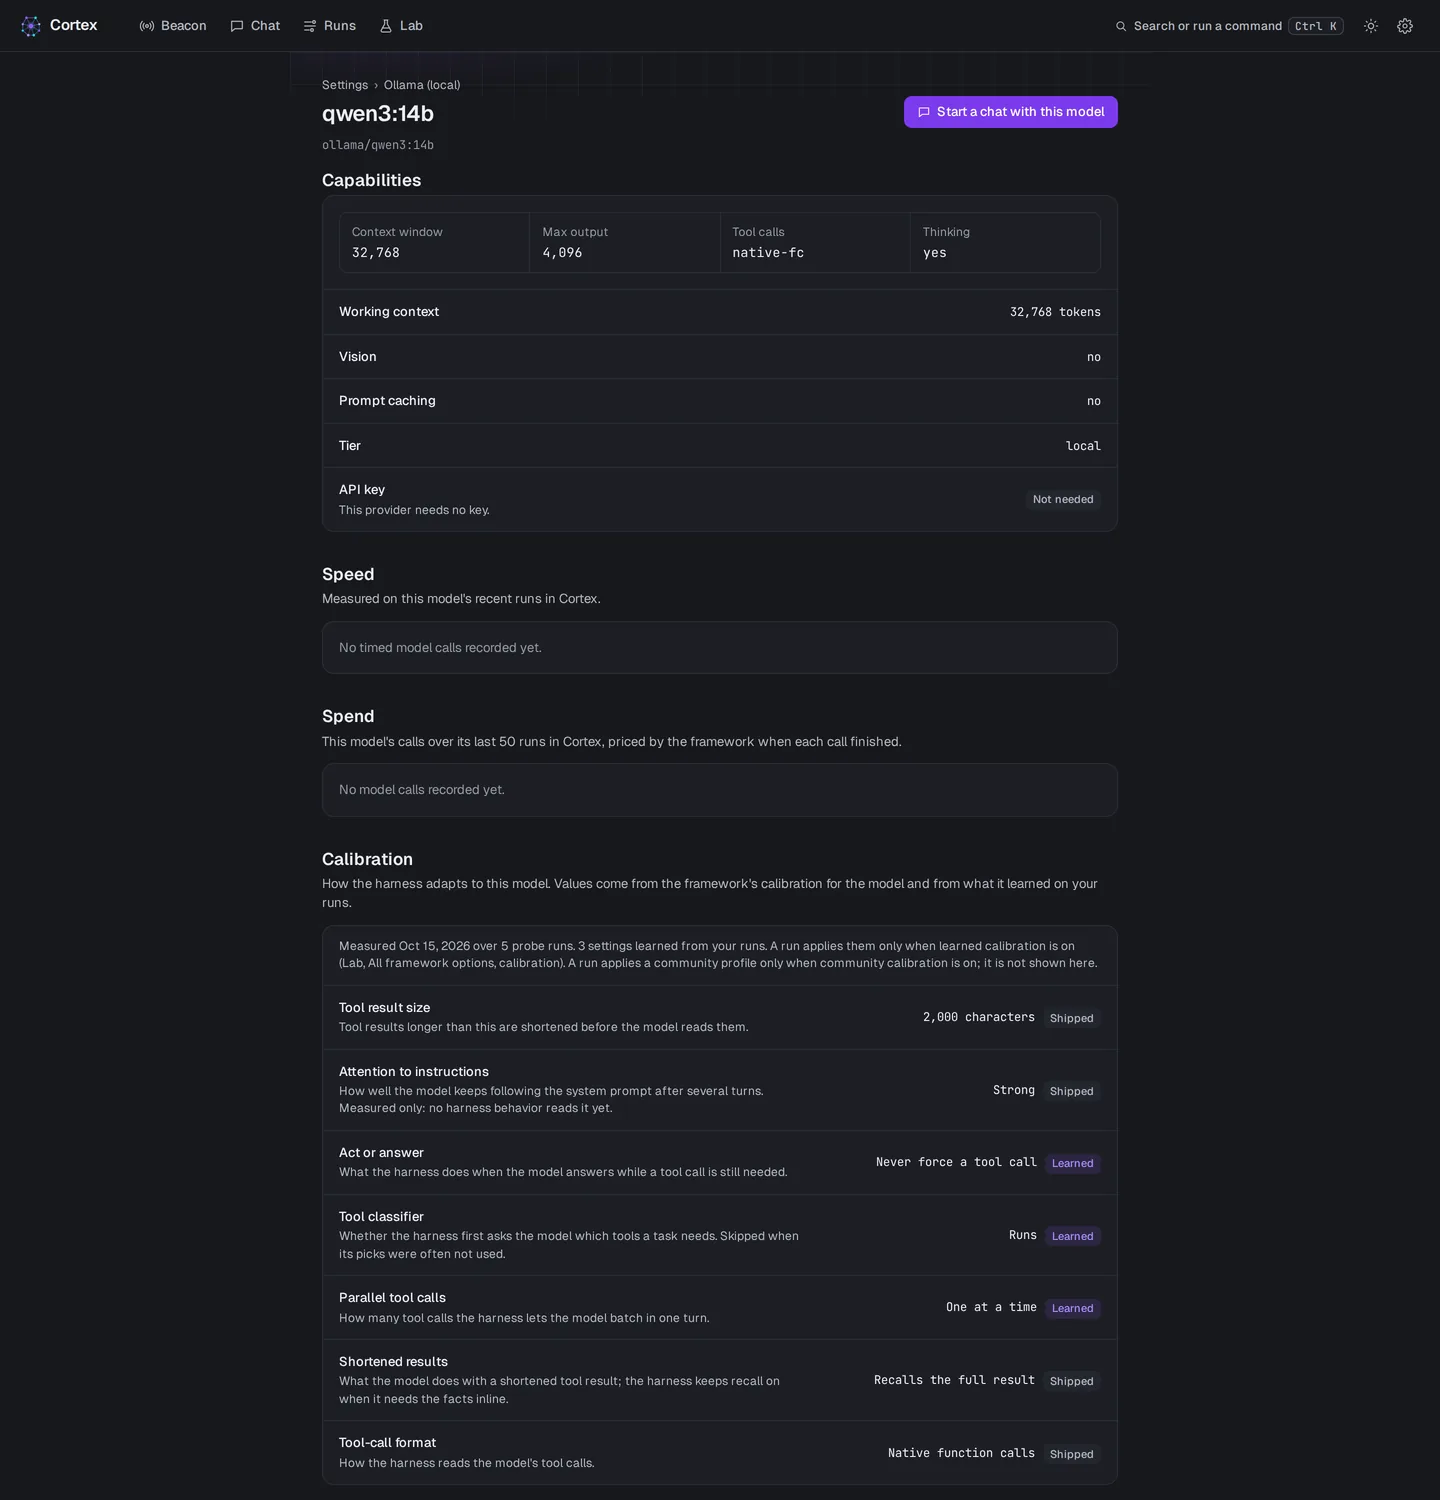 Cortex
Beacon
Chat
Runs
Lab
Search or run a command
Ctrl K
Settings › Ollama (local)
qwen3:14b
Start a chat with this model
ollama/qwen3:14b
Capabilities
Context window
32,768
Max output
4,096
Tool calls
native-fc
Thinking
yes
Working context
32,768 tokens
Vision
no
Prompt caching
no
Tier
local
API key
This provider needs no key.
Not needed
Speed
Measured on this model's recent runs in Cortex.
No timed model calls recorded yet.
Spend
This model's calls over its last 50 runs in Cortex, priced by the framework when each call finished.
No model calls recorded yet.
Calibration
How the harness adapts to this model. Values come from the framework's calibration for the model and from what it learned on your
runs.
Measured Oct 15, 2026 over 5 probe runs. 3 settings learned from your runs. A run applies them only when learned calibration is on
(Lab, All framework options, calibration). A run applies a community profile only when community calibration is on; it is not shown here.
Tool result size
Tool results longer than this are shortened before the model reads them.
2,000 characters
Shipped
Attention to instructions
How well the model keeps following the system prompt after several turns.
Measured only: no harness behavior reads it yet.
Strong
Shipped
Act or answer
What the harness does when the model answers while a tool call is still needed.
Never force a tool call
Learned
Tool classifier
Whether the harness first asks the model which tools a task needs. Skipped when
its picks were often not used.
Runs
Learned
Parallel tool calls
How many tool calls the harness lets the model batch in one turn.
One at a time
Learned
Shortened results
What the model does with a shortened tool result; the harness keeps recall on
when it needs the facts inline.
Recalls the full result
Shipped
Tool-call format
How the harness reads the model's tool calls.
Native function calls
Shipped